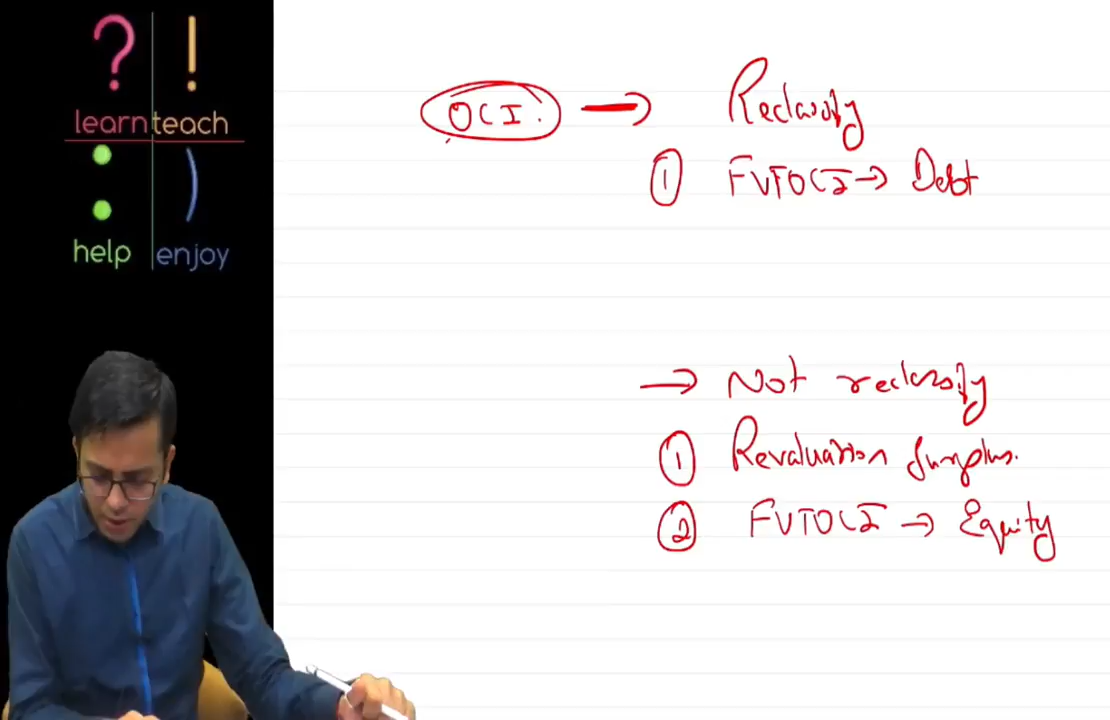 ? !
learn teach
: )
help enjoy
OCI. → Reclassify
① FVTOCI → Debt
→ Not reclassify
① Revaluation Surplus.
② FVTOCI → Equity